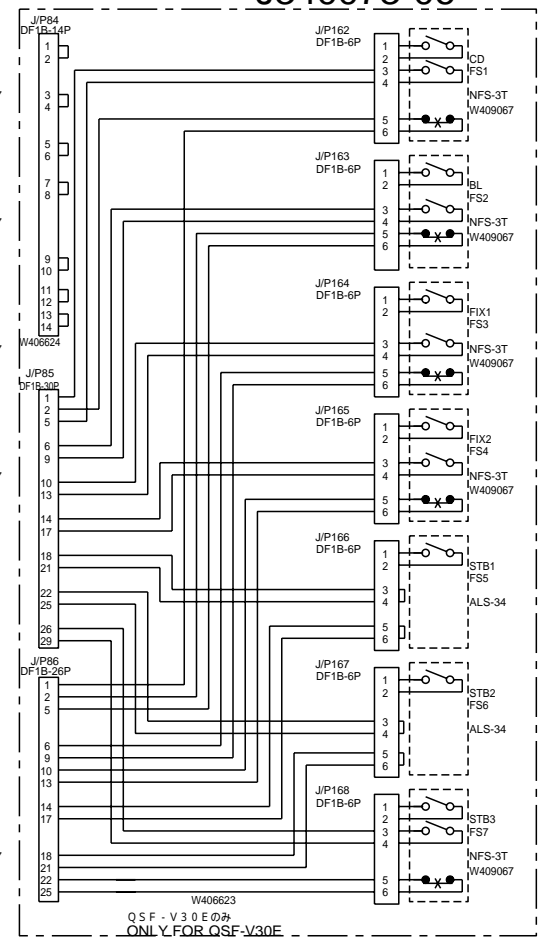 J/P84
DF1B-14P
1
2
3
4
5
6
7
8
9
10
11
12
13
14
W406624
J/P85
DF1B-30P
1
2
5
6
9
10
13
14
17
18
21
22
25
26
29
J/P86
DF1B-26P
1
2
5
6
9
10
13
14
17
18
21
22
25
J/P162
DF1B-6P
1
2
3
4
5
6
CD
FS1
NFS-3T
W409067
J/P163
DF1B-6P
1
2
3
4
5
6
BL
FS2
NFS-3T
W409067
J/P164
DF1B-6P
1
2
3
4
5
6
FIX1
FS3
NFS-3T
W409067
J/P165
DF1B-6P
1
2
3
4
5
6
FIX2
FS4
NFS-3T
W409067
J/P166
DF1B-6P
1
2
3
4
5
6
STB1
FS5
ALS-34
J/P167
DF1B-6P
1
2
3
4
5
6
STB2
FS6
ALS-34
J/P168
DF1B-6P
1
2
3
4
5
6
STB3
FS7
NFS-3T
W409067
W406623
QSF-V30Eのみ
ONLY FOR QSF-V30E